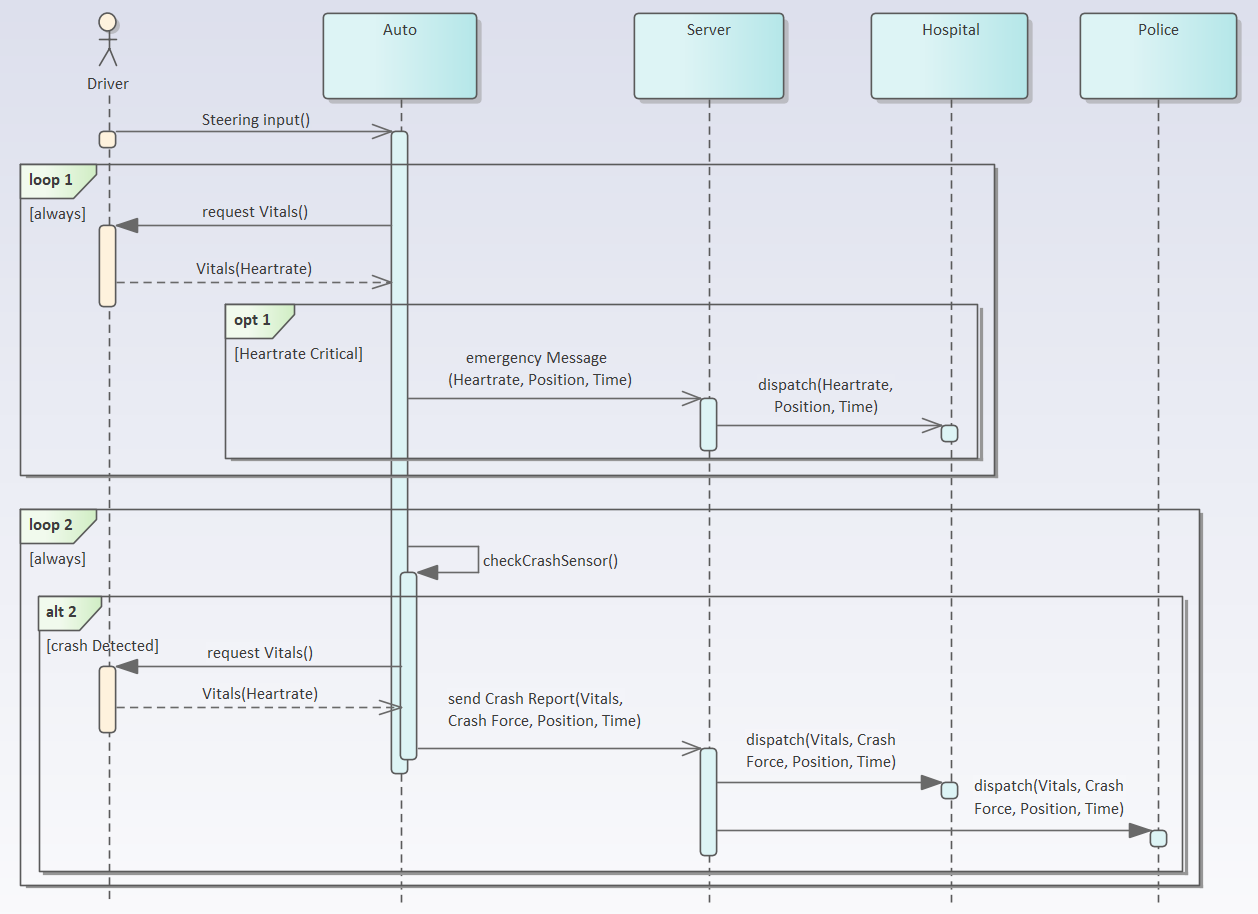 Driver
Auto
Server
Hospital
Police
Steering input()
loop 1
[always]
request Vitals()
Vitals(Heartrate)
opt 1
[Heartrate Critical]
emergency Message
(Heartrate, Position, Time)
dispatch(Heartrate,
Position, Time)
loop 2
[always]
checkCrashSensor()
alt 2
[crash Detected]
request Vitals()
Vitals(Heartrate)
send Crash Report(Vitals,
Crash Force, Position, Time)
dispatch(Vitals, Crash
Force, Position, Time)
dispatch(Vitals, Crash
Force, Position, Time)